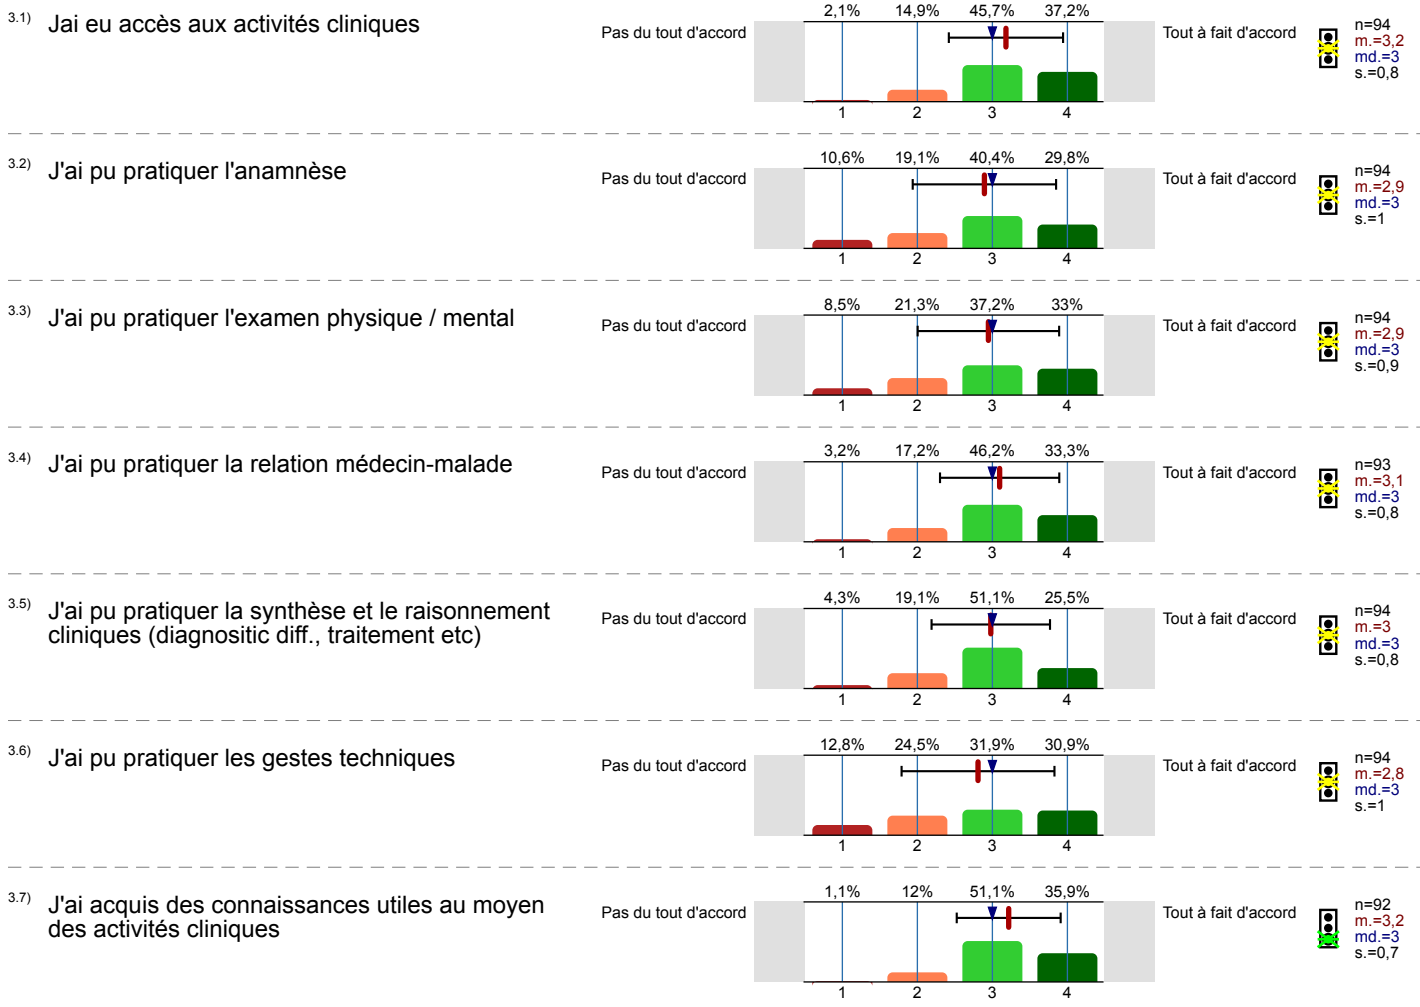 3.1) Jai eu accès aux activités cliniques
Pas du tout d'accord
2,1% 14,9% 45,7% 37,2%
1 2 3 4
Tout à fait d'accord
n=94
m.=3,2
md.=3
s.=0,8
3.2) J'ai pu pratiquer l'anamnèse
Pas du tout d'accord
10,6% 19,1% 40,4% 29,8%
1 2 3 4
Tout à fait d'accord
n=94
m.=2,9
md.=3
s.=1
3.3) J'ai pu pratiquer l'examen physique / mental
Pas du tout d'accord
8,5% 21,3% 37,2% 33%
1 2 3 4
Tout à fait d'accord
n=94
m.=2,9
md.=3
s.=0,9
3.4) J'ai pu pratiquer la relation médecin-malade
Pas du tout d'accord
3,2% 17,2% 46,2% 33,3%
1 2 3 4
Tout à fait d'accord
n=93
m.=3,1
md.=3
s.=0,8
3.5) J'ai pu pratiquer la synthèse et le raisonnement
cliniques (diagnositic diff., traitement etc)
Pas du tout d'accord
4,3% 19,1% 51,1% 25,5%
1 2 3 4
Tout à fait d'accord
n=94
m.=3
md.=3
s.=0,8
3.6) J'ai pu pratiquer les gestes techniques
Pas du tout d'accord
12,8% 24,5% 31,9% 30,9%
1 2 3 4
Tout à fait d'accord
n=94
m.=2,8
md.=3
s.=1
3.7) J'ai acquis des connaissances utiles au moyen
des activités cliniques
Pas du tout d'accord
1,1% 12% 51,1% 35,9%
1 2 3 4
Tout à fait d'accord
n=92
m.=3,2
md.=3
s.=0,7